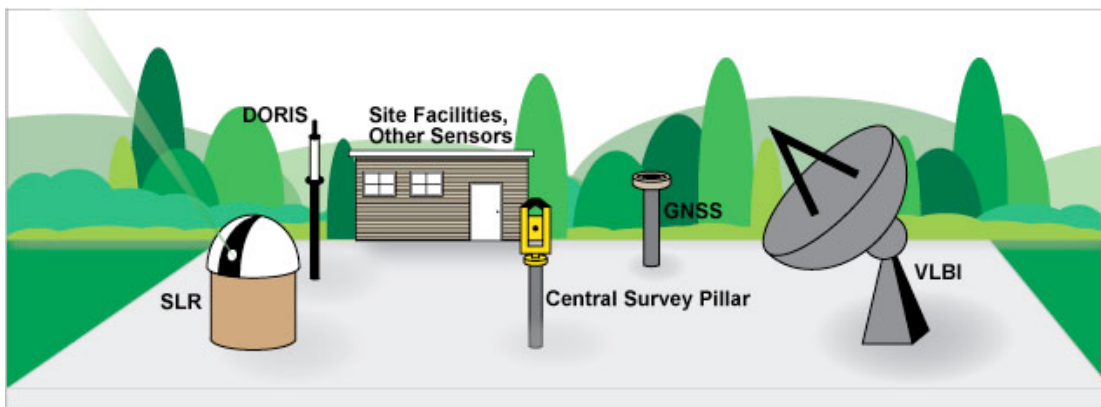 DORIS
Site Facilities,
Other Sensors
GNSS
SLR
Central Survey Pillar
VLBI